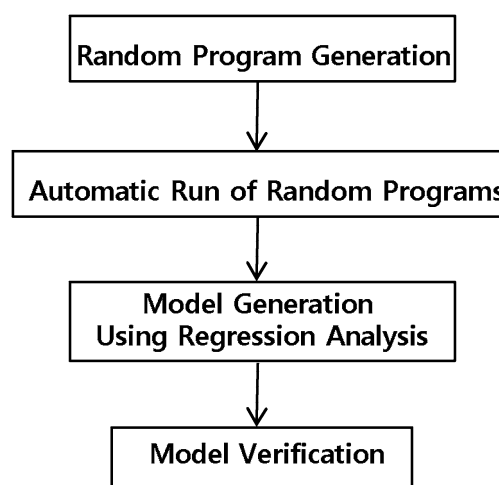 Random Program Generation
Automatic Run of Random Programs
Model Generation
Using Regression Analysis
Model Verification